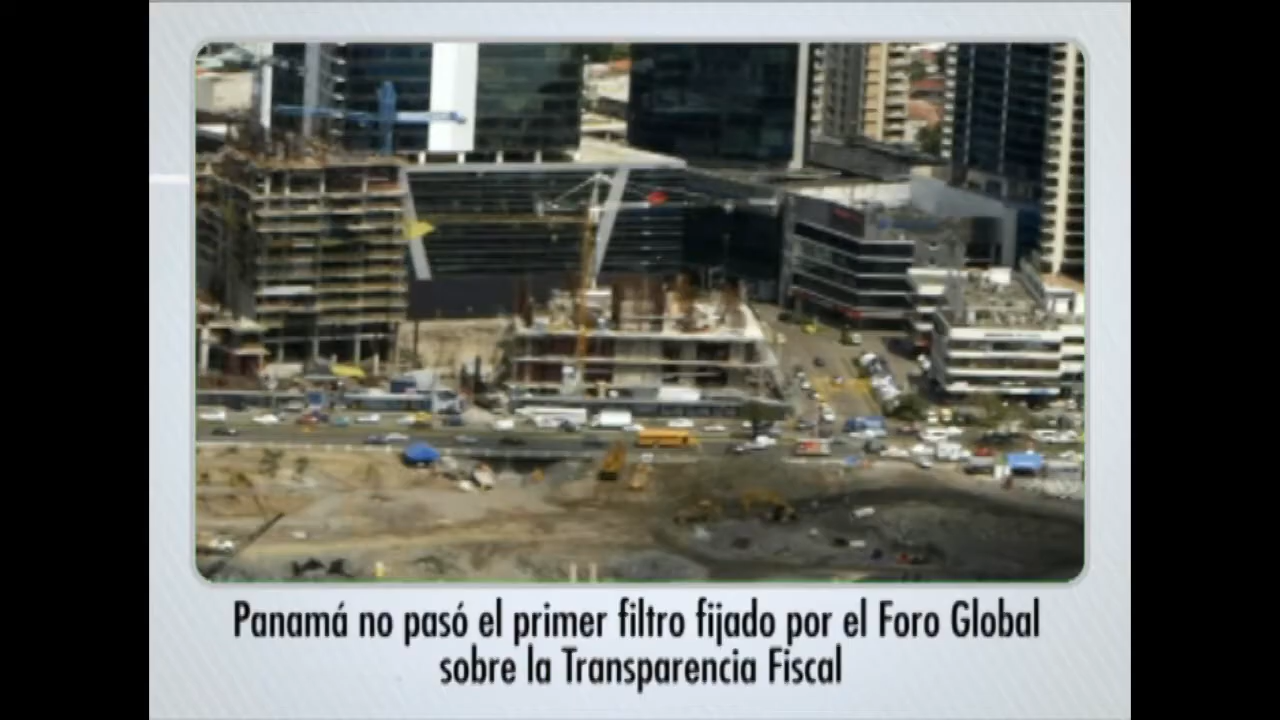 Panamá no pasó el primer filtro fijado por el Foro Global
sobre la Transparencia Fiscal